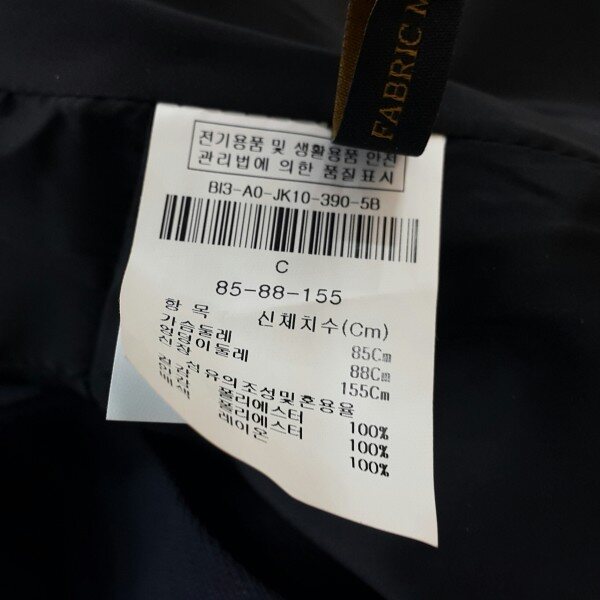 FABRIC M
전기용품 및 생활용품 안전
관리법에 의한 품질표시
BI3-A0-JK10-390-5B
C
85-88-155
항 목 신체치수(Cm)
가슴둘레 85Cm
엉덩이둘레 88Cm
신 155Cm
섬유의조성및혼용율
폴리에스터 100%
폴리에스터 100%
레이온 100%